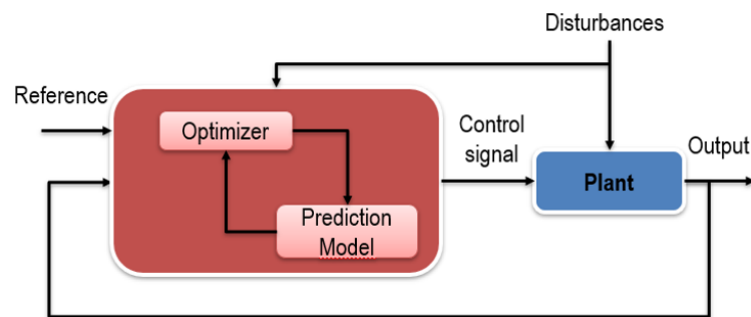 Disturbances
Reference
Optimizer
Control
signal
Output
Plant
Prediction
Model